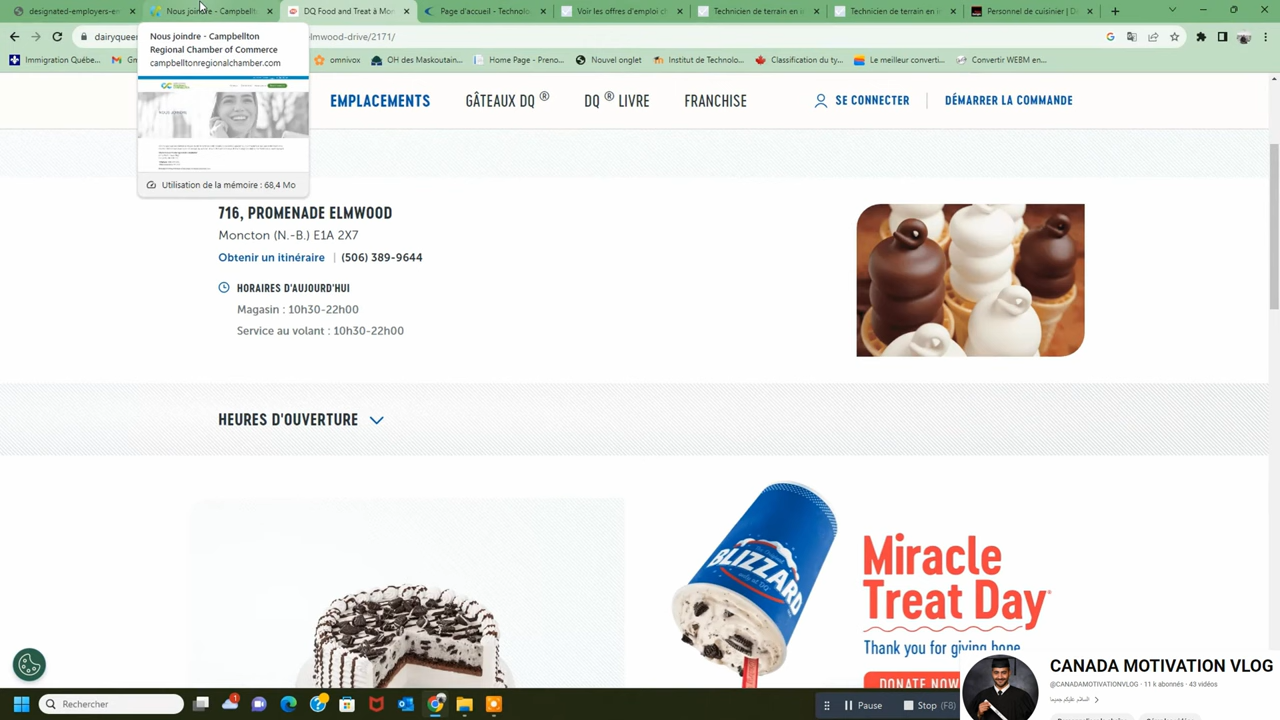 designated-employers-
Nous joindre - Campbellt
DQ Food and Treat à Mo
Page d'accueil - Technolo
Voir les offres d'emploi cl
Technicien de terrain en i
Technicien de terrain en i
Personnel de cuisinier | D
dairyque
elmwood-drive/2171/
Nous joindre - Campbellton
Regional Chamber of Commerce
campbelltonregionalchamber.com
Utilisation de la mémoire : 68,4 Mo
Immigration Québe...
omnivox
OH des Maskoutain...
Home Page - Preno...
Nouvel onglet
Institut de Technolo...
Classification du ty...
Le meilleur converti...
Convertir WEBM en...
EMPLACEMENTS
GÂTEAUX DQ ®
DQ ® LIVRE
FRANCHISE
SE CONNECTER
DÉMARRER LA COMMANDE
716, PROMENADE ELMWOOD
Moncton (N.-B.) E1A 2X7
Obtenir un itinéraire | (506) 389-9644
HORAIRES D'AUJOURD'HUI
Magasin : 10h30-22h00
Service au volant : 10h30-22h00
HEURES D'OUVERTURE
BLIZZARD
Miracle
Treat Day
Thank you for giving hope
DONATE NOW
CANADA MOTIVATION VLOG
@CANADAMOTIVATIONVLOG · 11 k abonnés · 43 vidéos
السلام عليكم جميعا
Rechercher
Pause
Stop (F8)